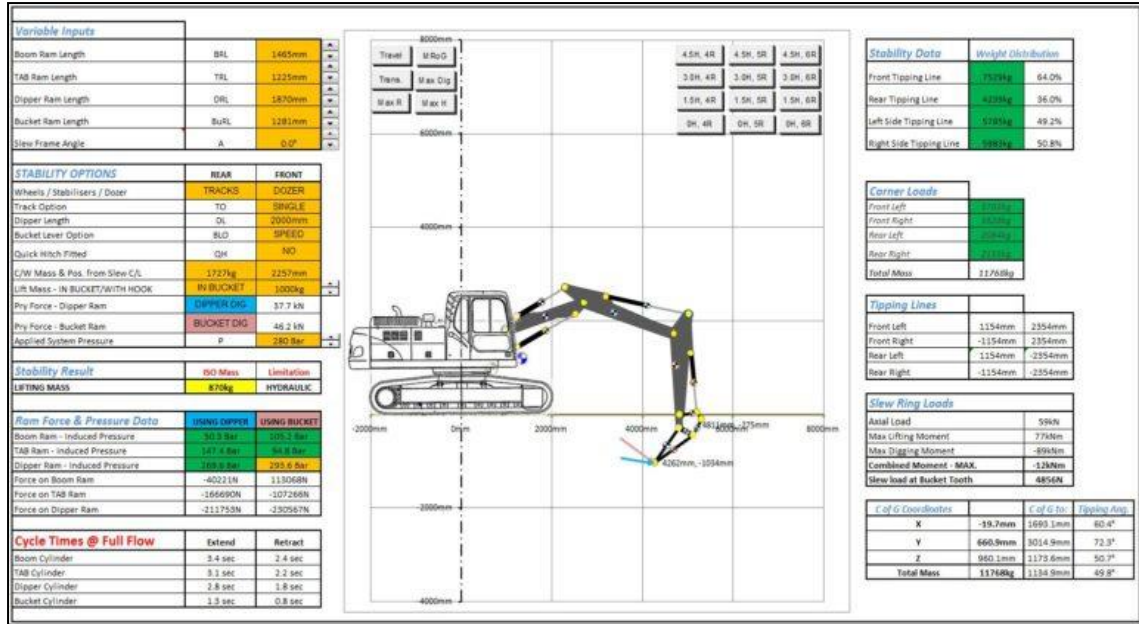 Variable Inputs
Boom Ram Length BRL 1465mm
TAB Ram Length TRL 1225mm
Dipper Ram Length DRL 1870mm
Bucket Ram Length BuRL 1281mm
Slew Frame Angle A 0.0°
STABILITY OPTIONS REAR FRONT
Wheels / Stabilisers / Dozer TRACKS DOZER
Track Option TO SINGLE
Dipper Length DL 2000mm
Bucket Lever Option BLO SPEED
Quick Hitch Fitted QH NO
C/W Mass & Pos. from Slew C/L 1727kg 2257mm
Lift Mass - IN BUCKET/WITH HOOK IN BUCKET 1000kg
Pry Force - Dipper Ram DIPPER DIG 37.7 kN
Pry Force - Bucket Ram BUCKET DIG 46.2 kN
Applied System Pressure P 280 Bar
Stability Result ISO Mass Limitation
LIFTING MASS 870kg HYDRAULIC
Ram Force & Pressure Data USING DIPPER USING BUCKET
Boom Ram - Induced Pressure
TAB Ram - Induced Pressure
Dipper Ram - Induced Pressure 293.6 Bar
Force on Boom Ram -40221N 113068N
Force on TAB Ram -166690N -107266N
Force on Dipper Ram -211753N -230567N
Cycle Times @ Full Flow Extend Retract
Boom Cylinder 3.4 sec 2.4 sec
TAB Cylinder 3.1 sec 2.2 sec
Dipper Cylinder 2.8 sec 1.8 sec
Bucket Cylinder 1.3 sec 0.8 sec
8000mm
Travel MRoG
Trans. Max Dig
Max R Max H
4.5H, 4R 4.5H, 5R 4.5H, 6R
3.0H, 4R 3.0H, 5R 3.0H, 6R
1.5H, 4R 1.5H, 5R 1.5H, 6R
0H, 4R 0H, 5R 0H, 6R
6000mm
4000mm
-2000mm 0mm 2000mm 4000mm 6000mm 8000mm
4811mm, -275mm
4262mm, -1034mm
-2000mm
-4000mm
Stability Data Weight Distribution
Front Tipping Line 64.0%
Rear Tipping Line 36.0%
Left Side Tipping Line 49.2%
Right Side Tipping Line 50.8%
Corner Loads
Front Left
Front Right
Rear Left
Rear Right
Total Mass 11768kg
Tipping Lines
Front Left 1154mm 2354mm
Front Right -1154mm 2354mm
Rear Left 1154mm -2354mm
Rear Right -1154mm -2354mm
Slew Ring Loads
Axial Load 59kN
Max Lifting Moment 77kNm
Max Digging Moment -89kNm
Combined Moment - MAX. -12kNm
Slew load at Bucket Tooth 4856N
C of G Coordinates C of G to: Tipping Ang.
X -19.7mm 1693.1mm 60.4°
Y 660.9mm 3014.9mm 72.3°
Z 960.1mm 1173.6mm 50.7°
Total Mass 11768kg 1134.9mm 49.8°